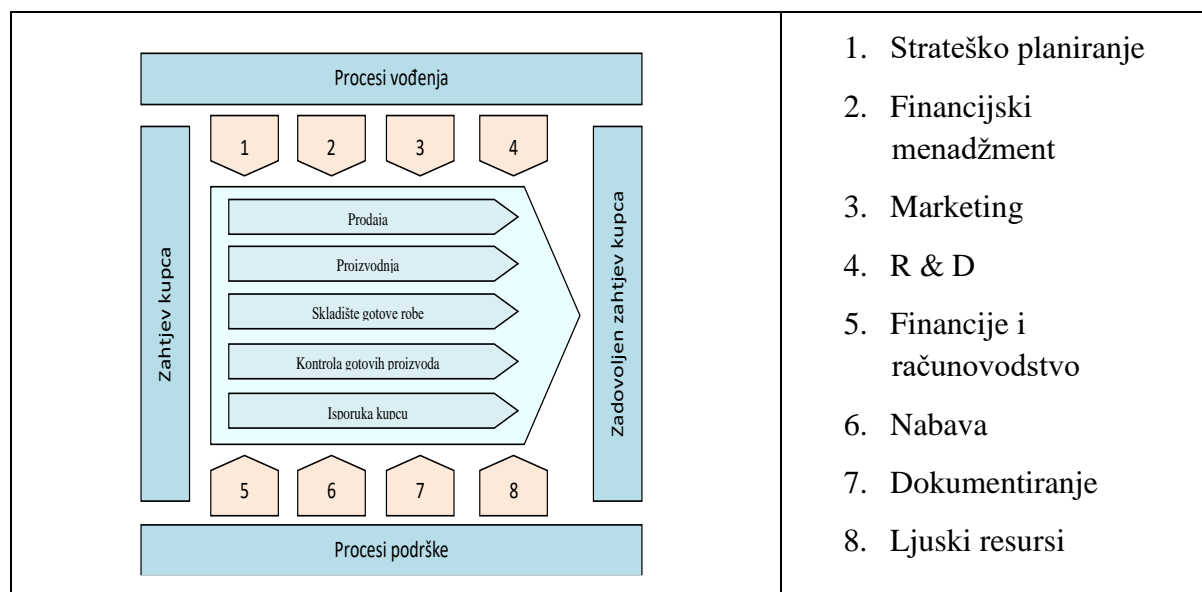 Procesi vođenja
1
2
3
4
Zahtjev kupca
Prodaja
Proizvodnja
Skladište gotove robe
Kontrola gotovih proizvoda
Isporuka kupcu
Zadovoljen zahtjev kupca
5
6
7
8
Procesi podrške
1. Strateško planiranje
2. Financijski
menadžment
3. Marketing
4. R & D
5. Financije i
računovodstvo
6. Nabava
7. Dokumentiranje
8. Ljuski resursi